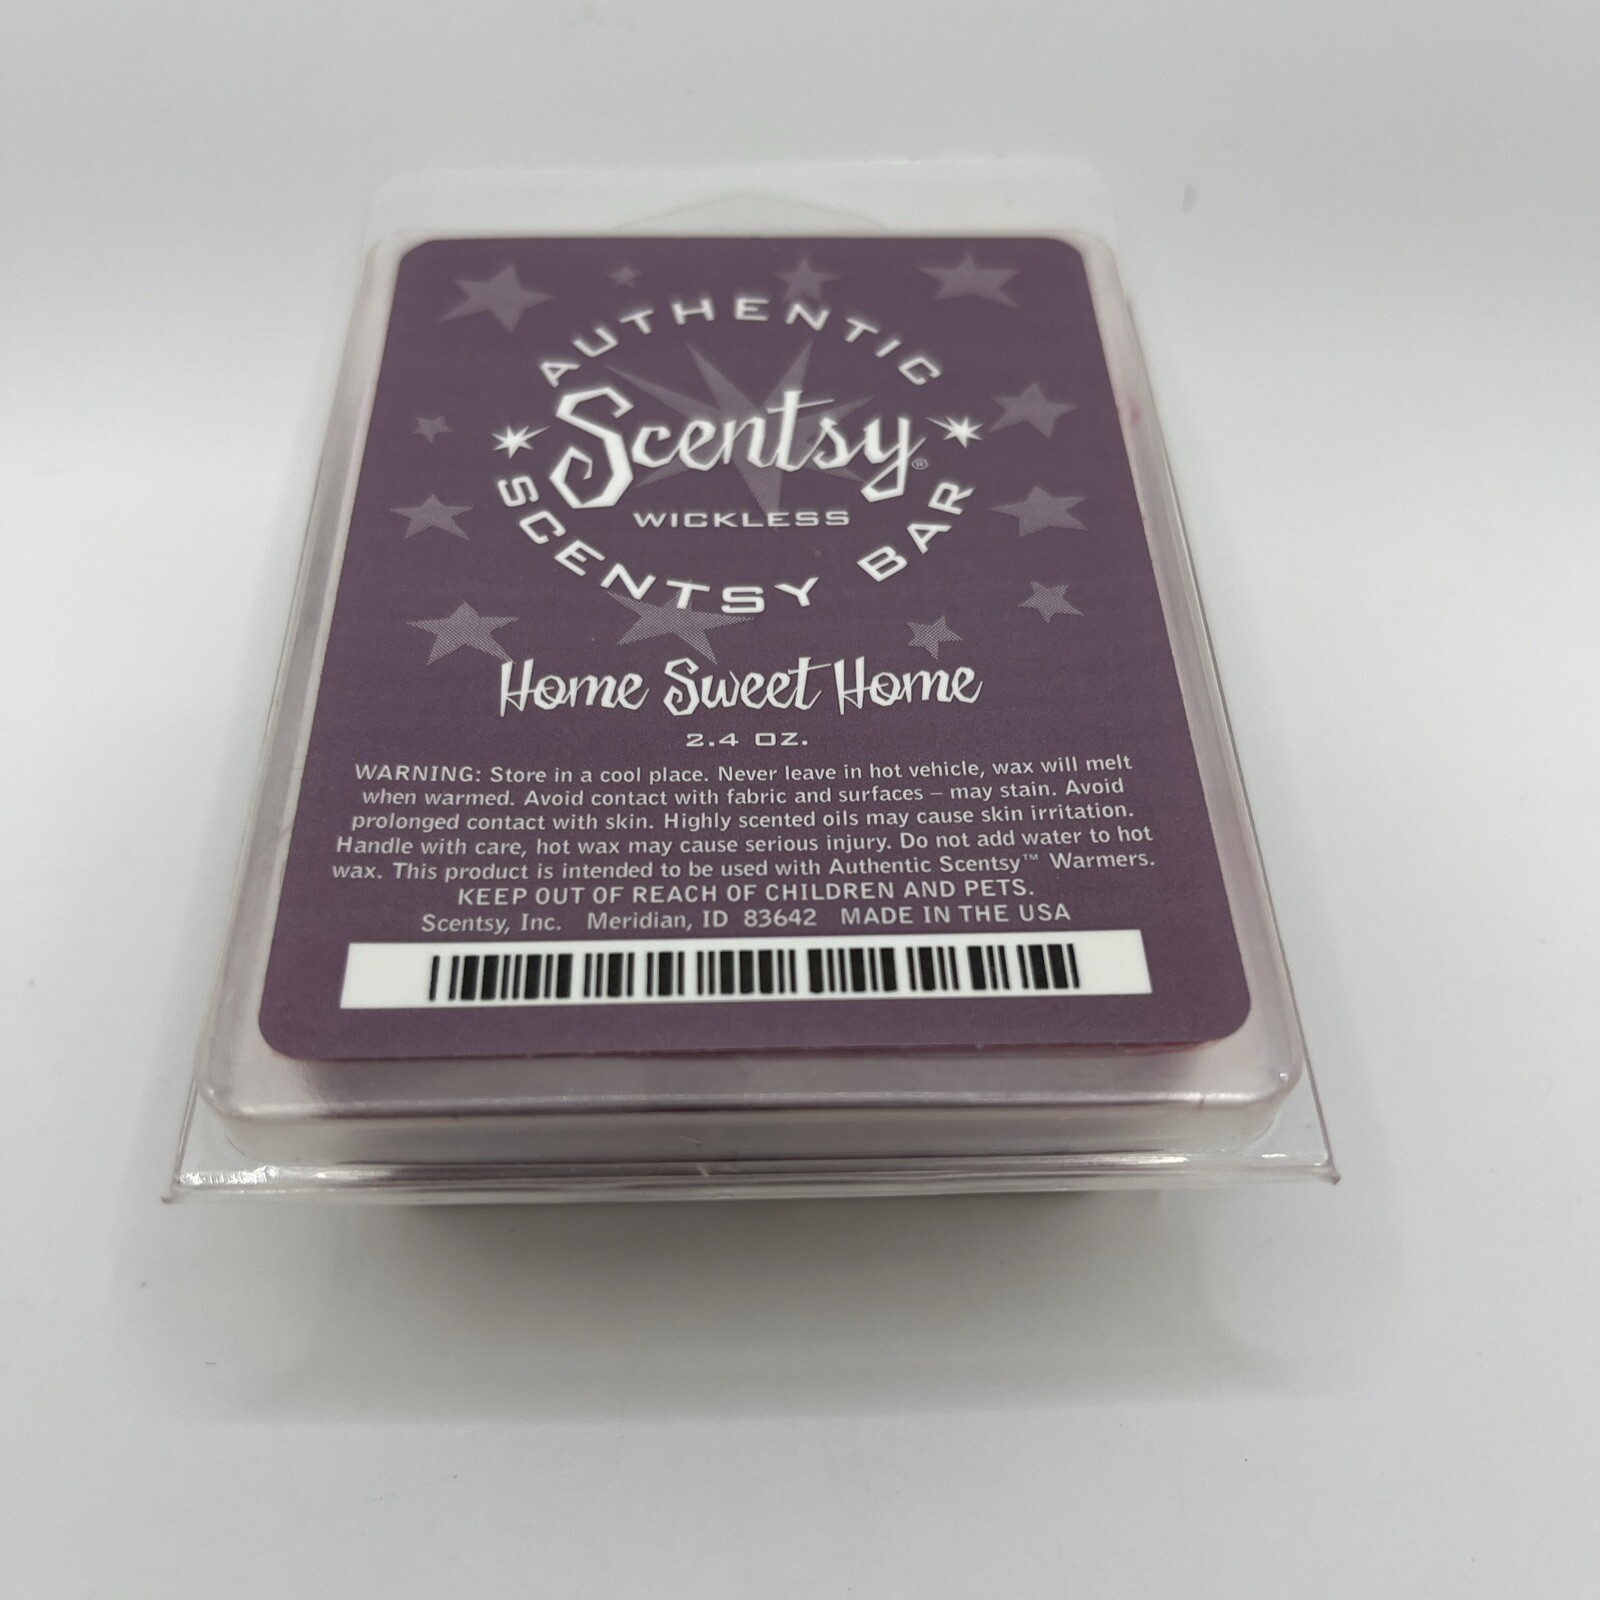 AUTHENTIC
Scentsy®
WICKLESS
SCENTSY BAR
Home Sweet Home
2.4 OZ.
WARNING: Store in a cool place. Never leave in hot vehicle, wax will melt
when warmed. Avoid contact with fabric and surfaces – may stain. Avoid
prolonged contact with skin. Highly scented oils may cause skin irritation.
Handle with care, hot wax may cause serious injury. Do not add water to hot
wax. This product is intended to be used with Authentic Scentsy™ Warmers.
KEEP OUT OF REACH OF CHILDREN AND PETS.
Scentsy, Inc. Meridian, ID 83642 MADE IN THE USA